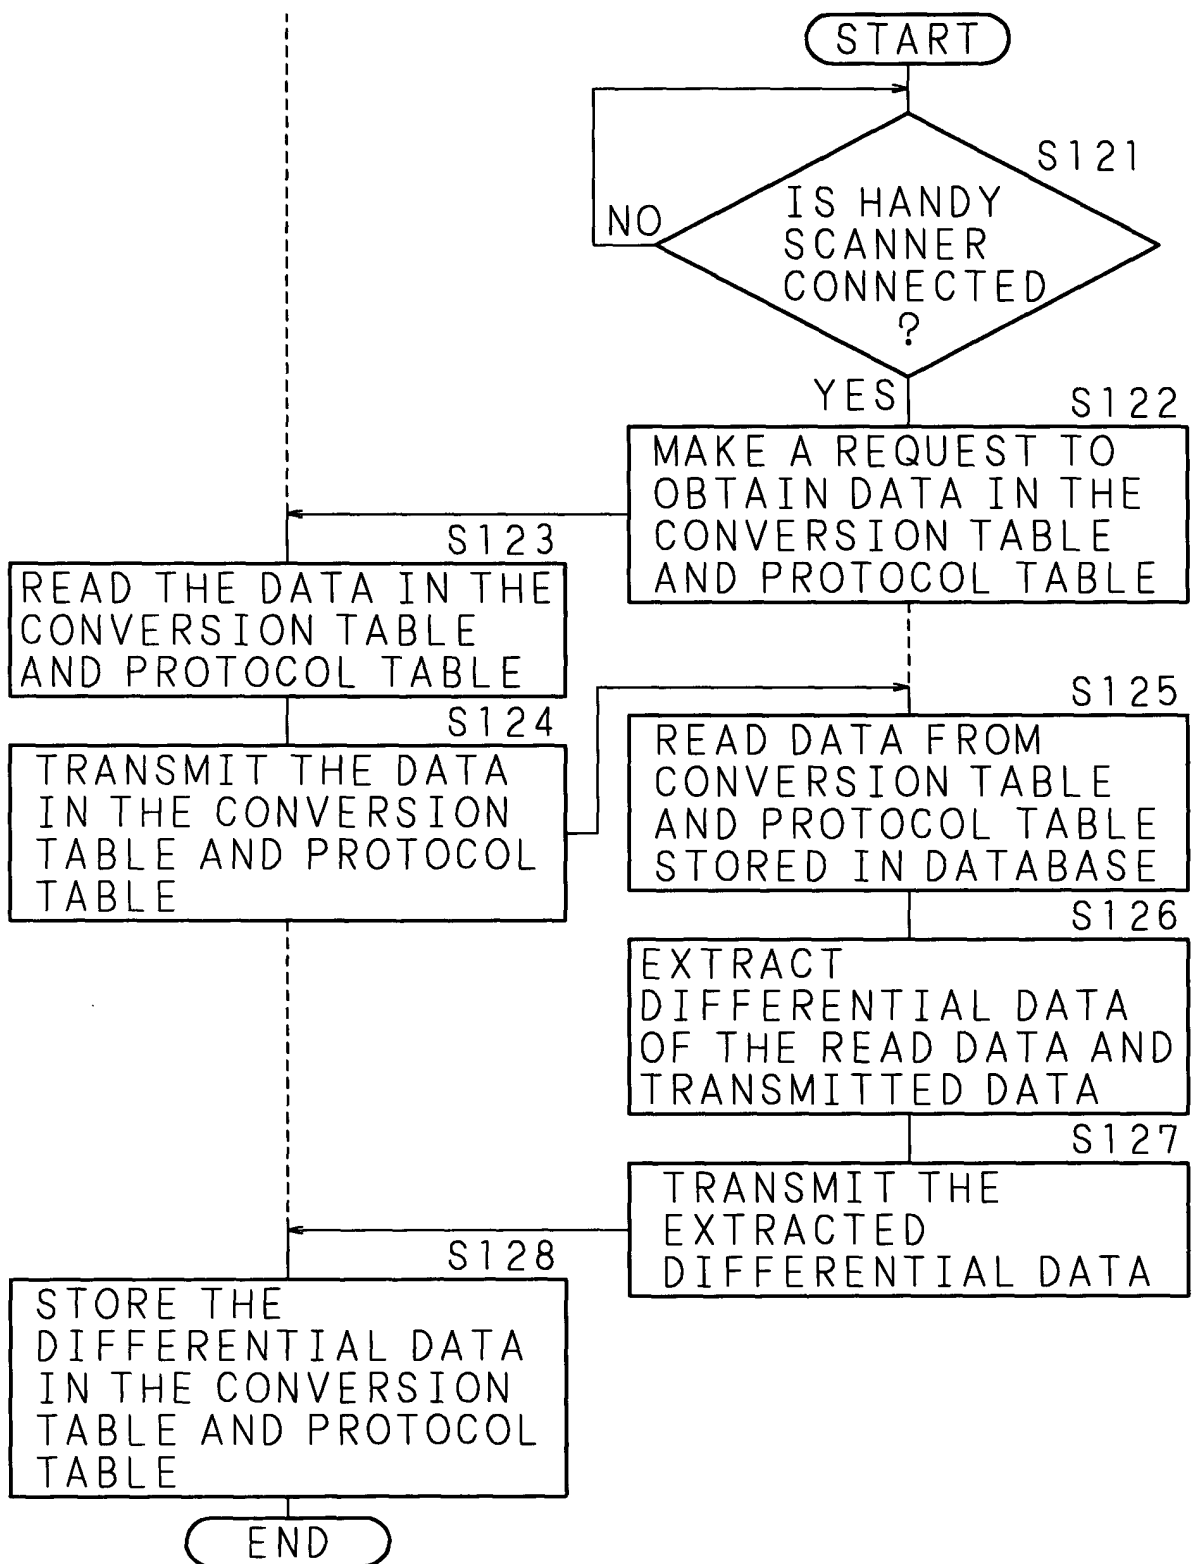 START
S121
IS HANDY
SCANNER
CONNECTED
?
NO
YES
S122
MAKE A REQUEST TO
OBTAIN DATA IN THE
CONVERSION TABLE
AND PROTOCOL TABLE
S123
READ THE DATA IN THE
CONVERSION TABLE
AND PROTOCOL TABLE
S124
TRANSMIT THE DATA
IN THE CONVERSION
TABLE AND PROTOCOL
TABLE
S125
READ DATA FROM
CONVERSION TABLE
AND PROTOCOL TABLE
STORED IN DATABASE
S126
EXTRACT
DIFFERENTIAL DATA
OF THE READ DATA AND
TRANSMITTED DATA
S127
TRANSMIT THE
EXTRACTED
DIFFERENTIAL DATA
S128
STORE THE
DIFFERENTIAL DATA
IN THE CONVERSION
TABLE AND PROTOCOL
TABLE
END